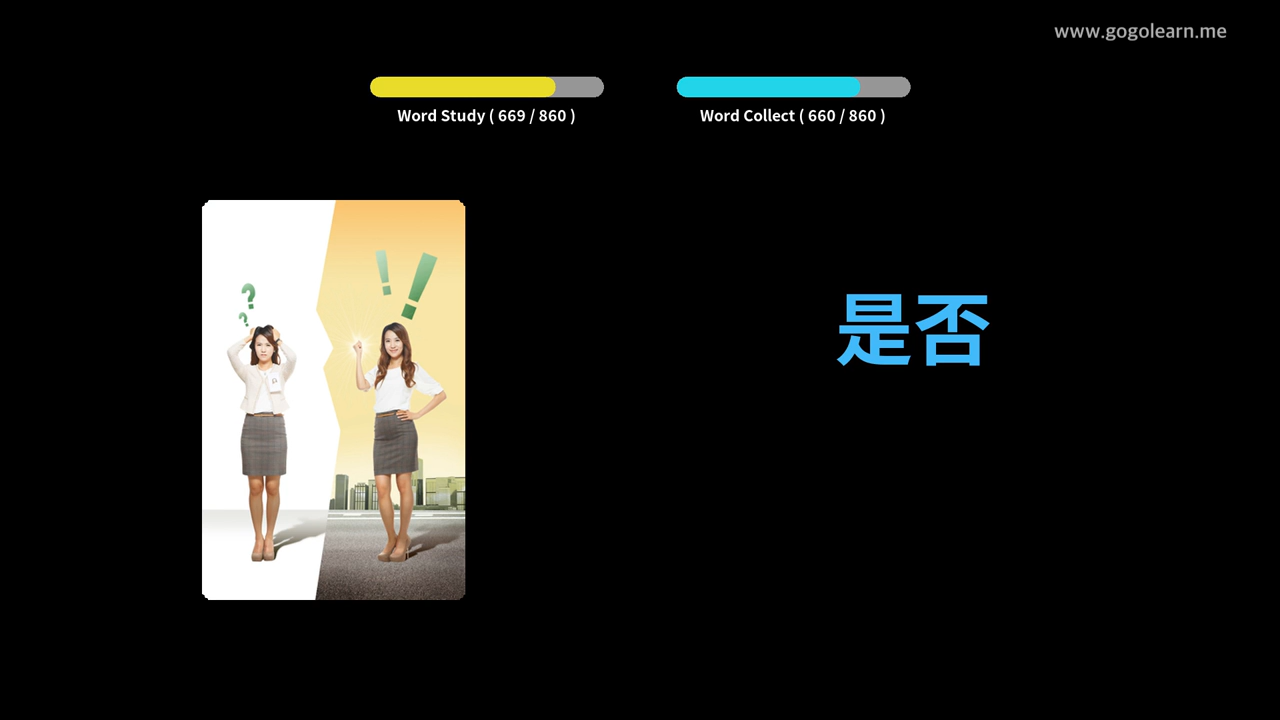 www.gogolearn.me
Word Study ( 669 / 860 )
Word Collect ( 660 / 860 )
? ?
! !
是否